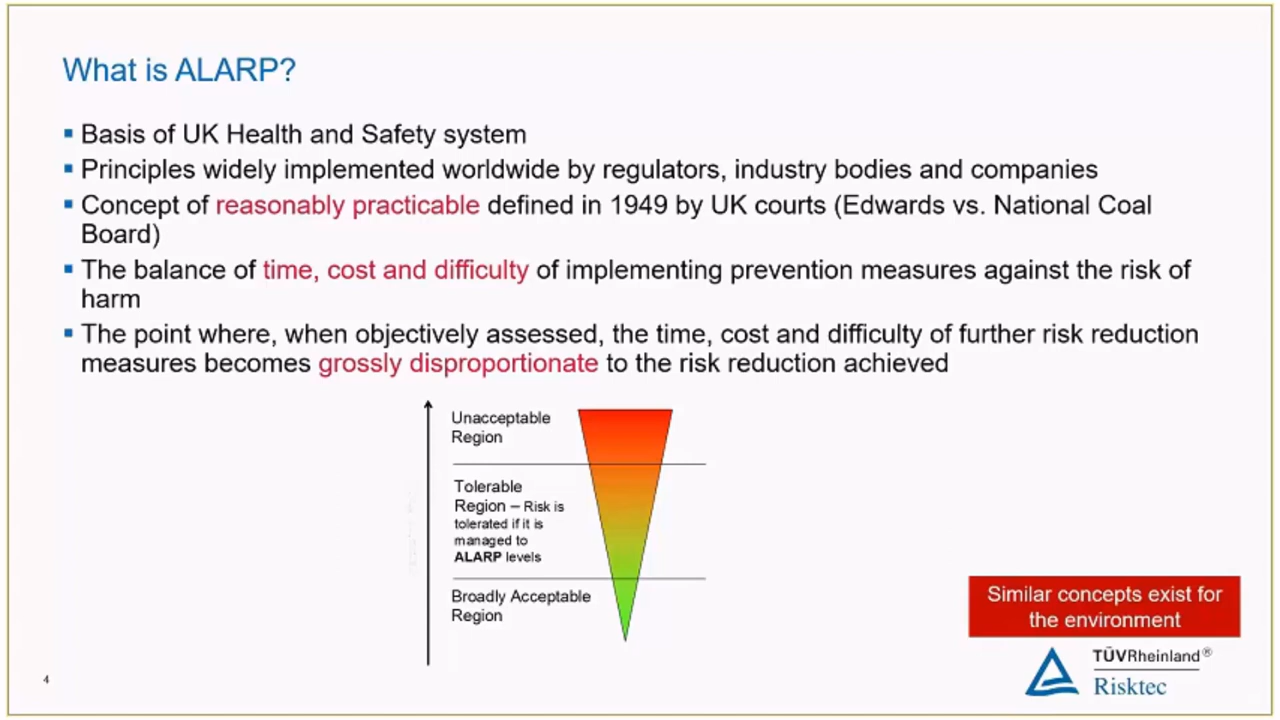 What is ALARP?
▪ Basis of UK Health and Safety system
▪ Principles widely implemented worldwide by regulators, industry bodies and companies
▪ Concept of reasonably practicable defined in 1949 by UK courts (Edwards vs. National Coal
Board)
▪ The balance of time, cost and difficulty of implementing prevention measures against the risk of
harm
▪ The point where, when objectively assessed, the time, cost and difficulty of further risk reduction
measures becomes grossly disproportionate to the risk reduction achieved
Unacceptable
Region
Tolerable
Region – Risk is
tolerated if it is
managed to
ALARP levels
Broadly Acceptable
Region
Similar concepts exist for
the environment
TÜVRheinland®
Risktec
4